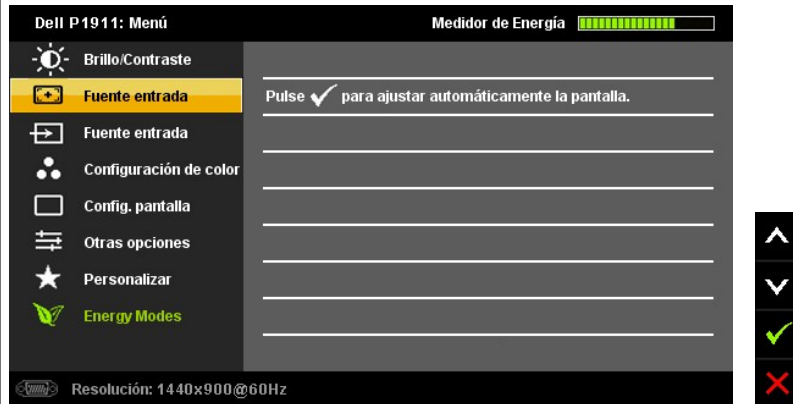 Dell P1911: Menú
Medidor de Energía
Brillo/Contraste
Fuente entrada
Pulse ✓ para ajustar automáticamente la pantalla.
Fuente entrada
Configuración de color
Config. pantalla
Otras opciones
Personalizar
Energy Modes
Resolución: 1440x900@60Hz